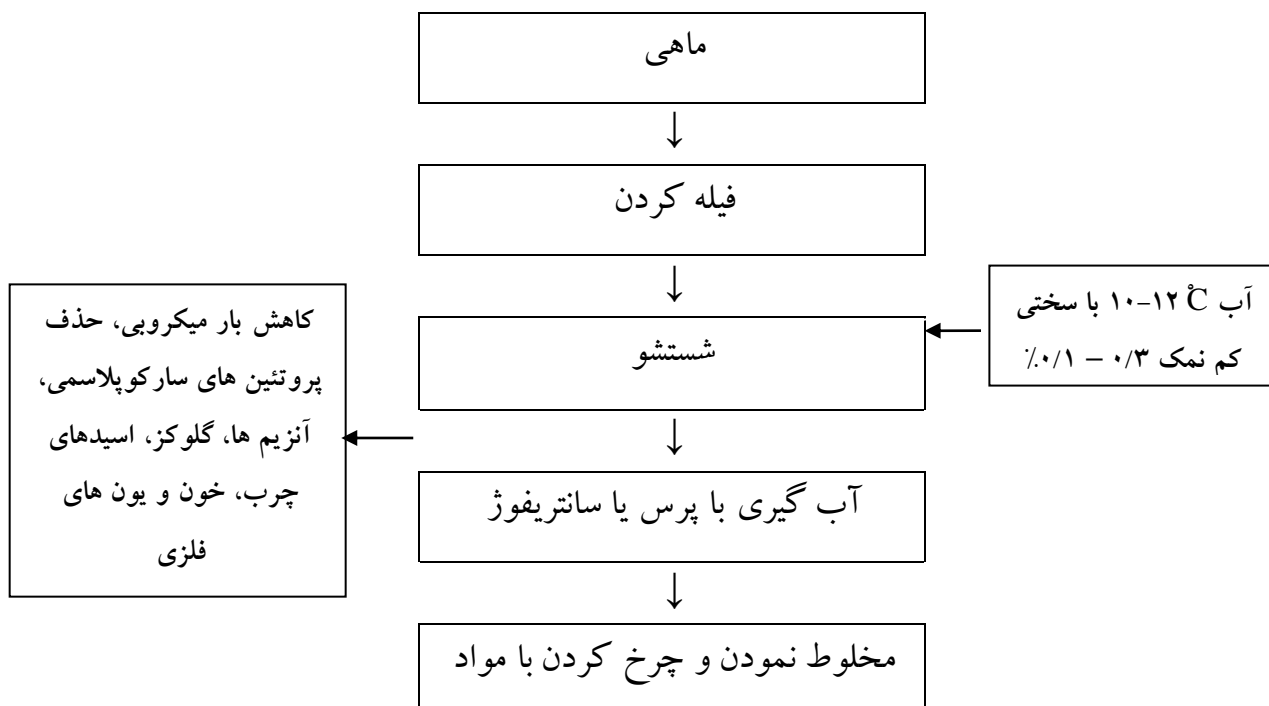 ماهی
↓
فیله کردن
↓
آب ۱۰-۱۲ ℃ با سختی
کم نمک ۰/۳ – ۰/۱٪
شستشو
کاهش بار میکروبی، حذف
پروتئین های سارکوپلاسمی،
آنزیم ها، گلوکز، اسیدهای
چرب، خون و یون های
فلزی
↓
آب گیری با پرس یا سانتریفوژ
↓
مخلوط نمودن و چرخ کردن با مواد